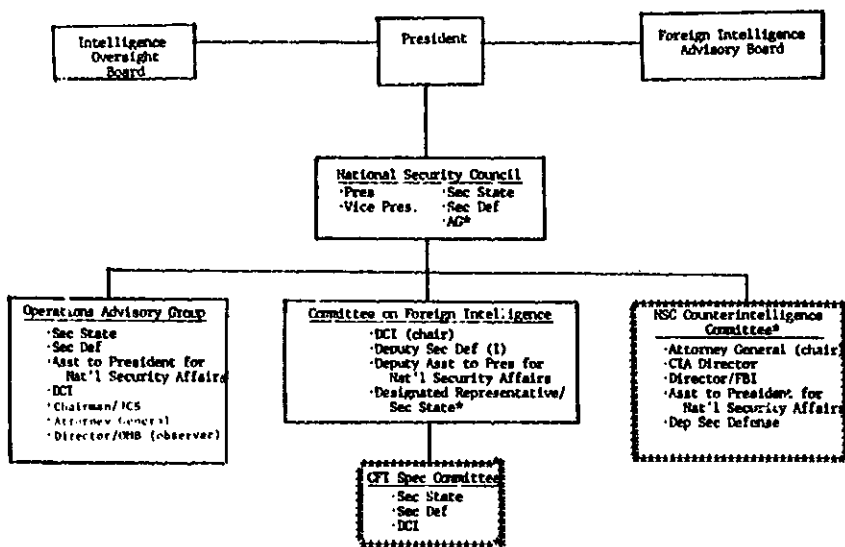 Intelligence
Oversight
Board
President
Foreign Intelligence
Advisory Board
National Security Council
·Pres ·Sec State
·Vice Pres. ·Sec Def
·AG*
Operations Advisory Group
·Sec State
·Sec Def
·Asst to President for
Nat'l Security Affairs
·DCI
·Chairman/JCS
·Attorney General
·Director/OMB (observer)
Committee on Foreign Intelligence
·DCI (chair)
·Deputy Sec Def (I)
·Deputy Asst to Pres for
Nat'l Security Affairs
·Designated Representative/
Sec State*
NSC Counterintelligence
Committee*
·Attorney General (chair)
·CIA Director
·Director/FBI
·Asst to President for
Nat'l Security Affairs
·Dep Sec Defense
CFI Spec Committee
·Sec State
·Sec Def
·DCI